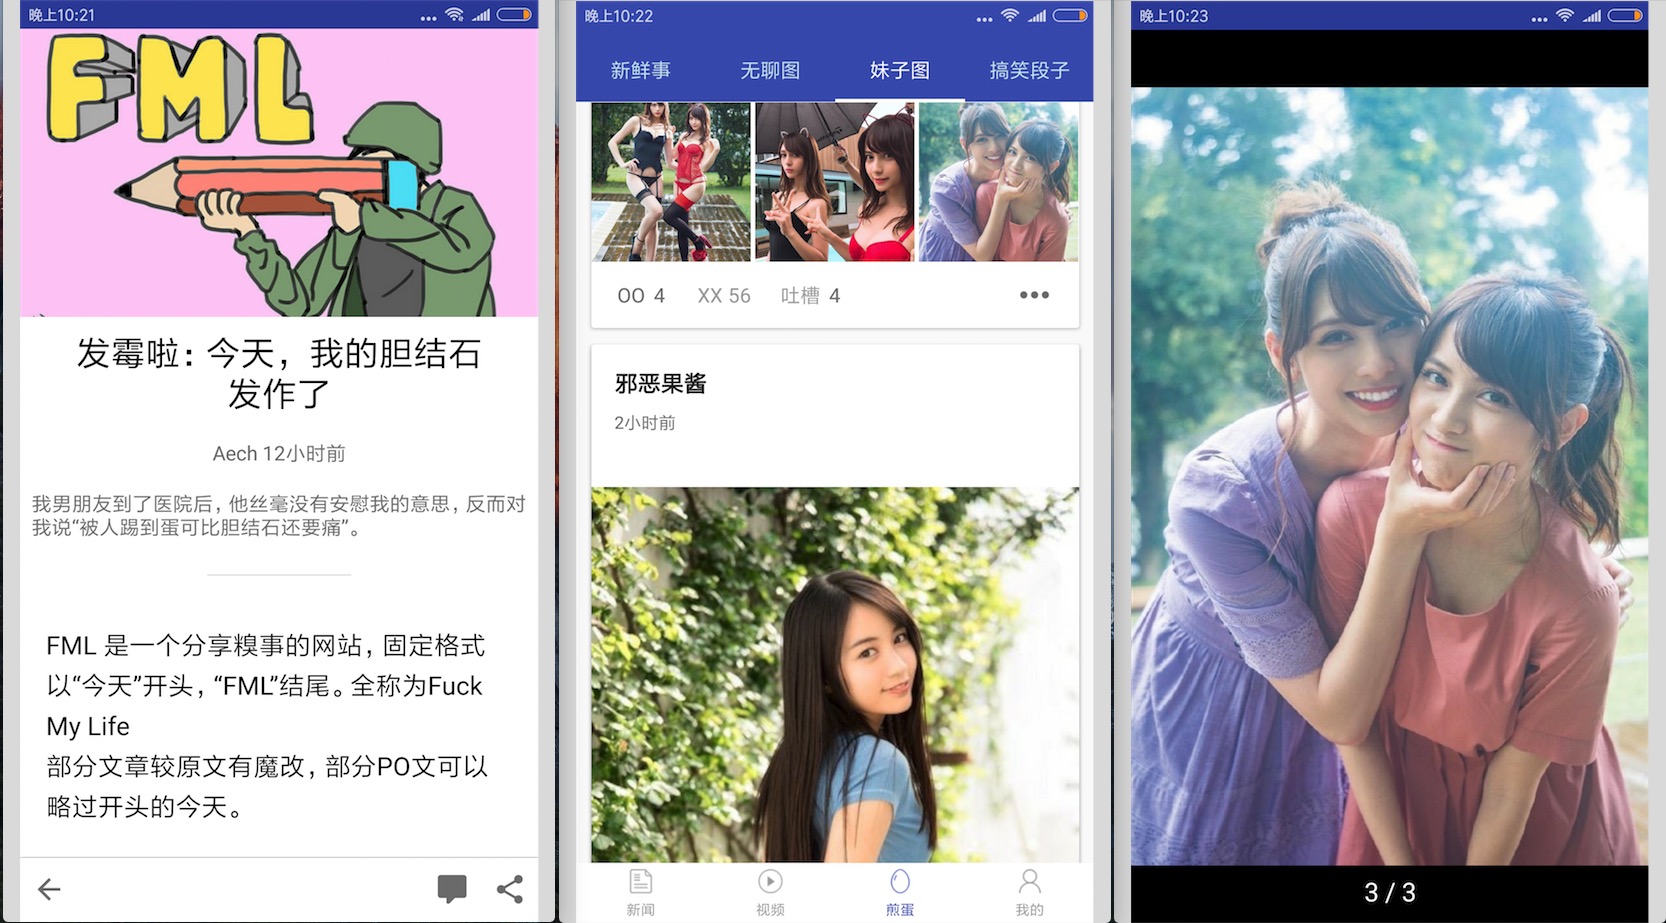 晚上10:21
FML
发霉啦：今天，我的胆结石
发作了
Aech 12小时前
我男朋友到了医院后，他丝毫没有安慰我的意思，反而对
我说“被人踢到蛋可比胆结石还要痛”。
FML 是一个分享糗事的网站，固定格式
以“今天”开头，“FML”结尾。全称为Fuck
My Life
部分文章较原文有魔改，部分PO文可以
略过开头的今天。
晚上10:22
新鲜事 无聊图 妹子图 搞笑段子
OO 4 XX 56 吐槽 4
邪恶果酱
2小时前
新闻 视频 煎蛋 我的
晚上10:23
3 / 3